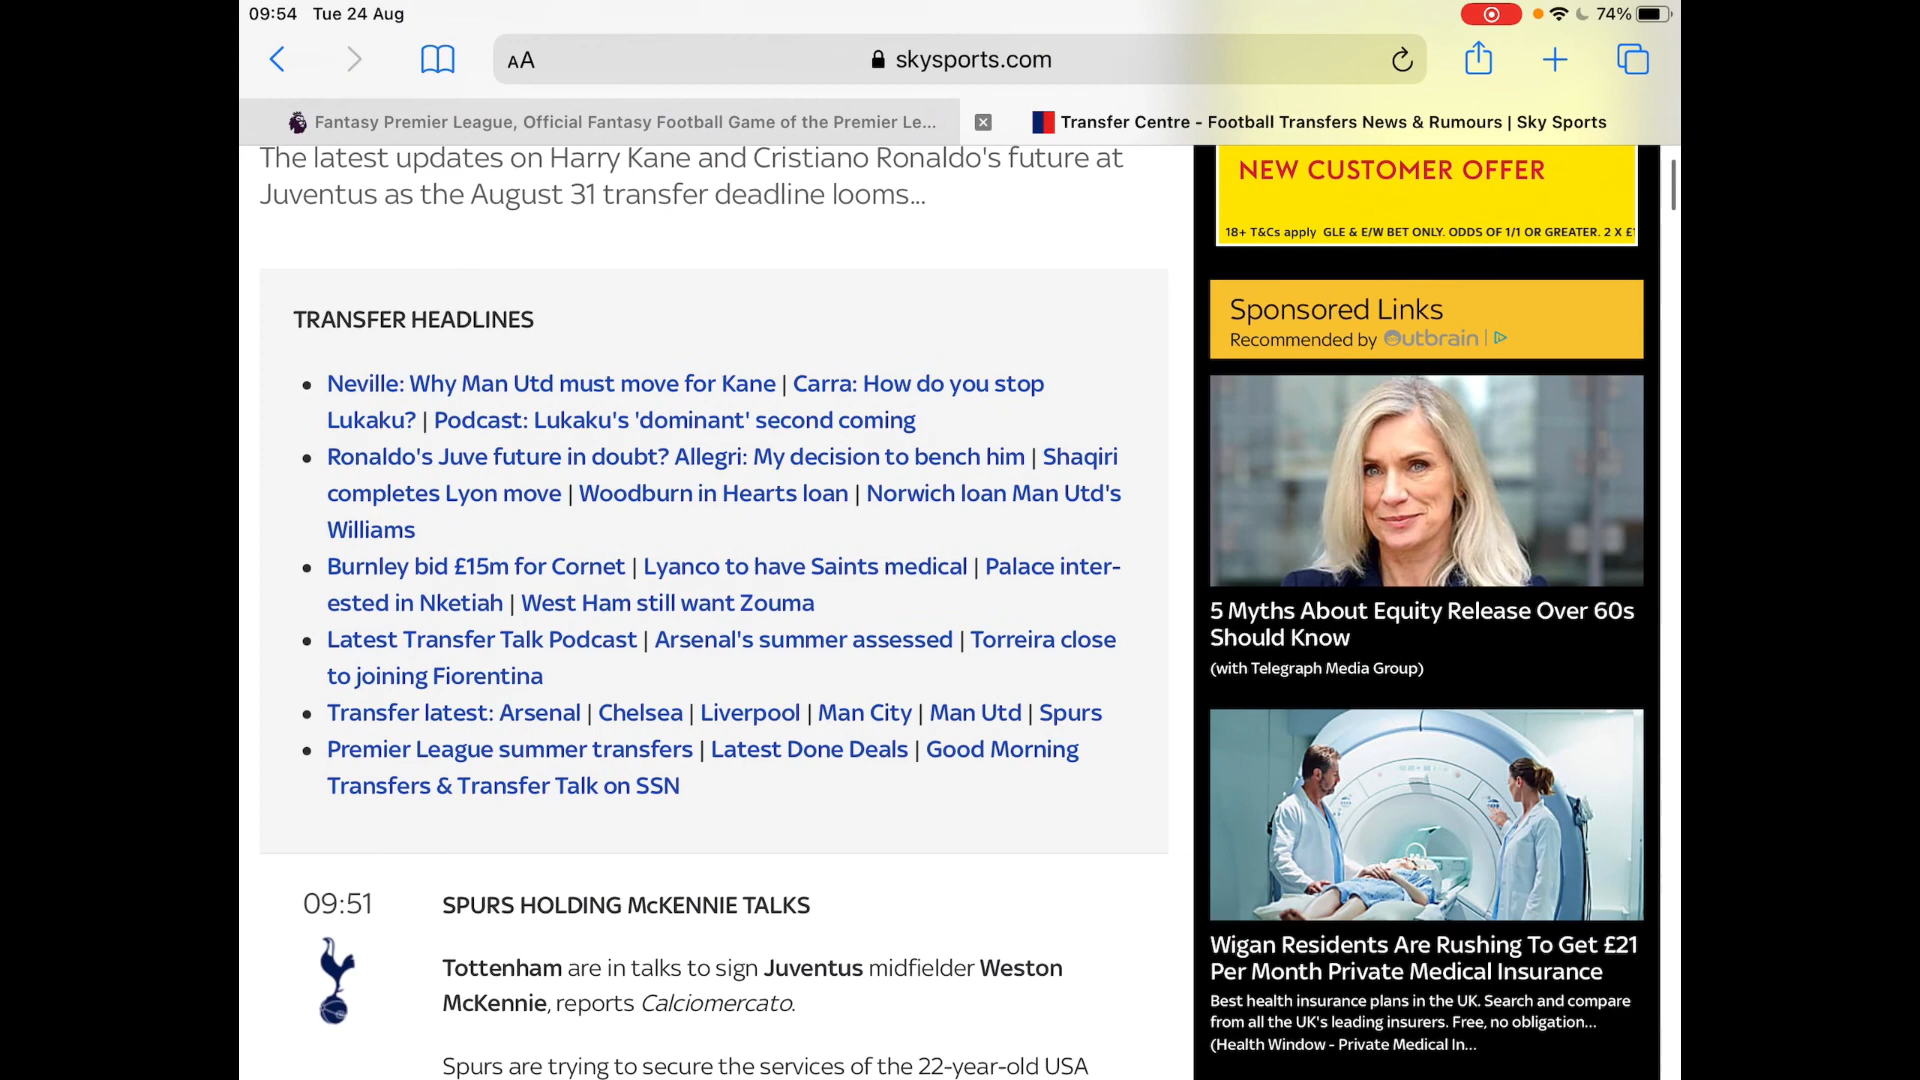 09:54 Tue 24 Aug
74%
AA
skysports.com
Fantasy Premier League, Official Fantasy Football Game of the Premier Le...
Transfer Centre - Football Transfers News & Rumours | Sky Sports
The latest updates on Harry Kane and Cristiano Ronaldo's future at
Juventus as the August 31 transfer deadline looms...
TRANSFER HEADLINES
• Neville: Why Man Utd must move for Kane | Carra: How do you stop
Lukaku? | Podcast: Lukaku's 'dominant' second coming
• Ronaldo's Juve future in doubt? Allegri: My decision to bench him | Shaqiri
completes Lyon move | Woodburn in Hearts loan | Norwich loan Man Utd's
Williams
• Burnley bid £15m for Cornet | Lyanco to have Saints medical | Palace inter-
ested in Nketiah | West Ham still want Zouma
• Latest Transfer Talk Podcast | Arsenal's summer assessed | Torreira close
to joining Fiorentina
• Transfer latest: Arsenal | Chelsea | Liverpool | Man City | Man Utd | Spurs
• Premier League summer transfers | Latest Done Deals | Good Morning
Transfers & Transfer Talk on SSN
09:51
SPURS HOLDING McKENNIE TALKS
Tottenham are in talks to sign Juventus midfielder Weston
McKennie, reports Calciomercato.
Spurs are trying to secure the services of the 22-year-old USA
NEW CUSTOMER OFFER
18+ T&Cs apply GLE & E/W BET ONLY. ODDS OF 1/1 OR GREATER. 2 X £
Sponsored Links
Recommended by Outbrain
5 Myths About Equity Release Over 60s
Should Know
(with Telegraph Media Group)
Wigan Residents Are Rushing To Get £21
Per Month Private Medical Insurance
Best health insurance plans in the UK. Search and compare
from all the UK's leading insurers. Free, no obligation...
(Health Window - Private Medical In...